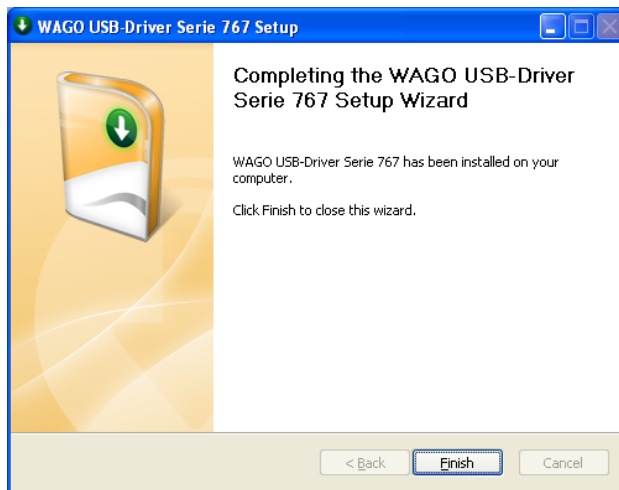 WAGO USB-Driver Serie 767 Setup
Completing the WAGO USB-Driver
Serie 767 Setup Wizard
WAGO USB-Driver Serie 767 has been installed on your
computer.
Click Finish to close this wizard.
< Back
Finish
Cancel